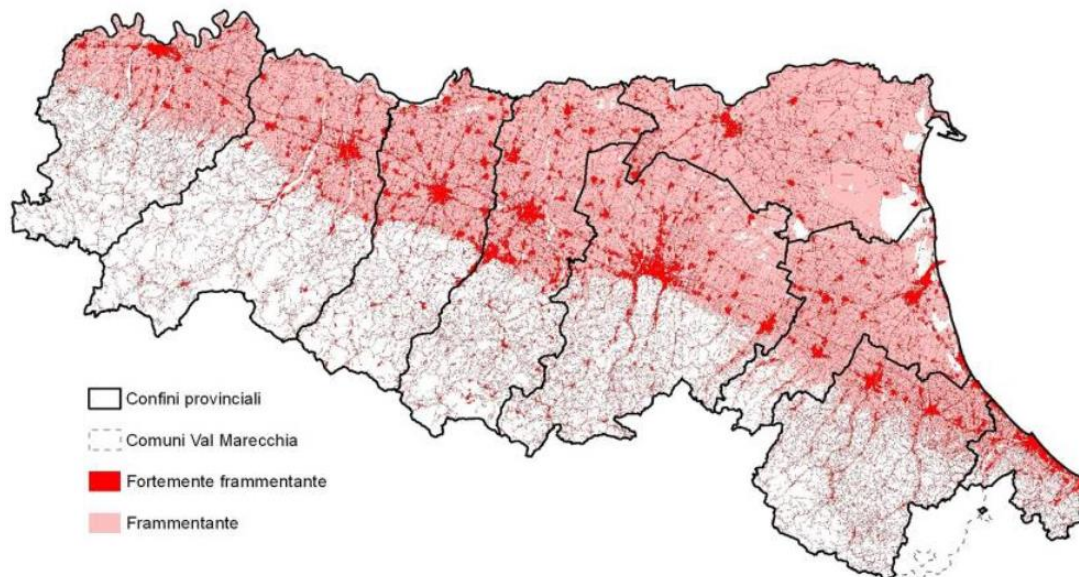 Confini provinciali
Comuni Val Marecchia
Fortemente frammentante
Frammentante